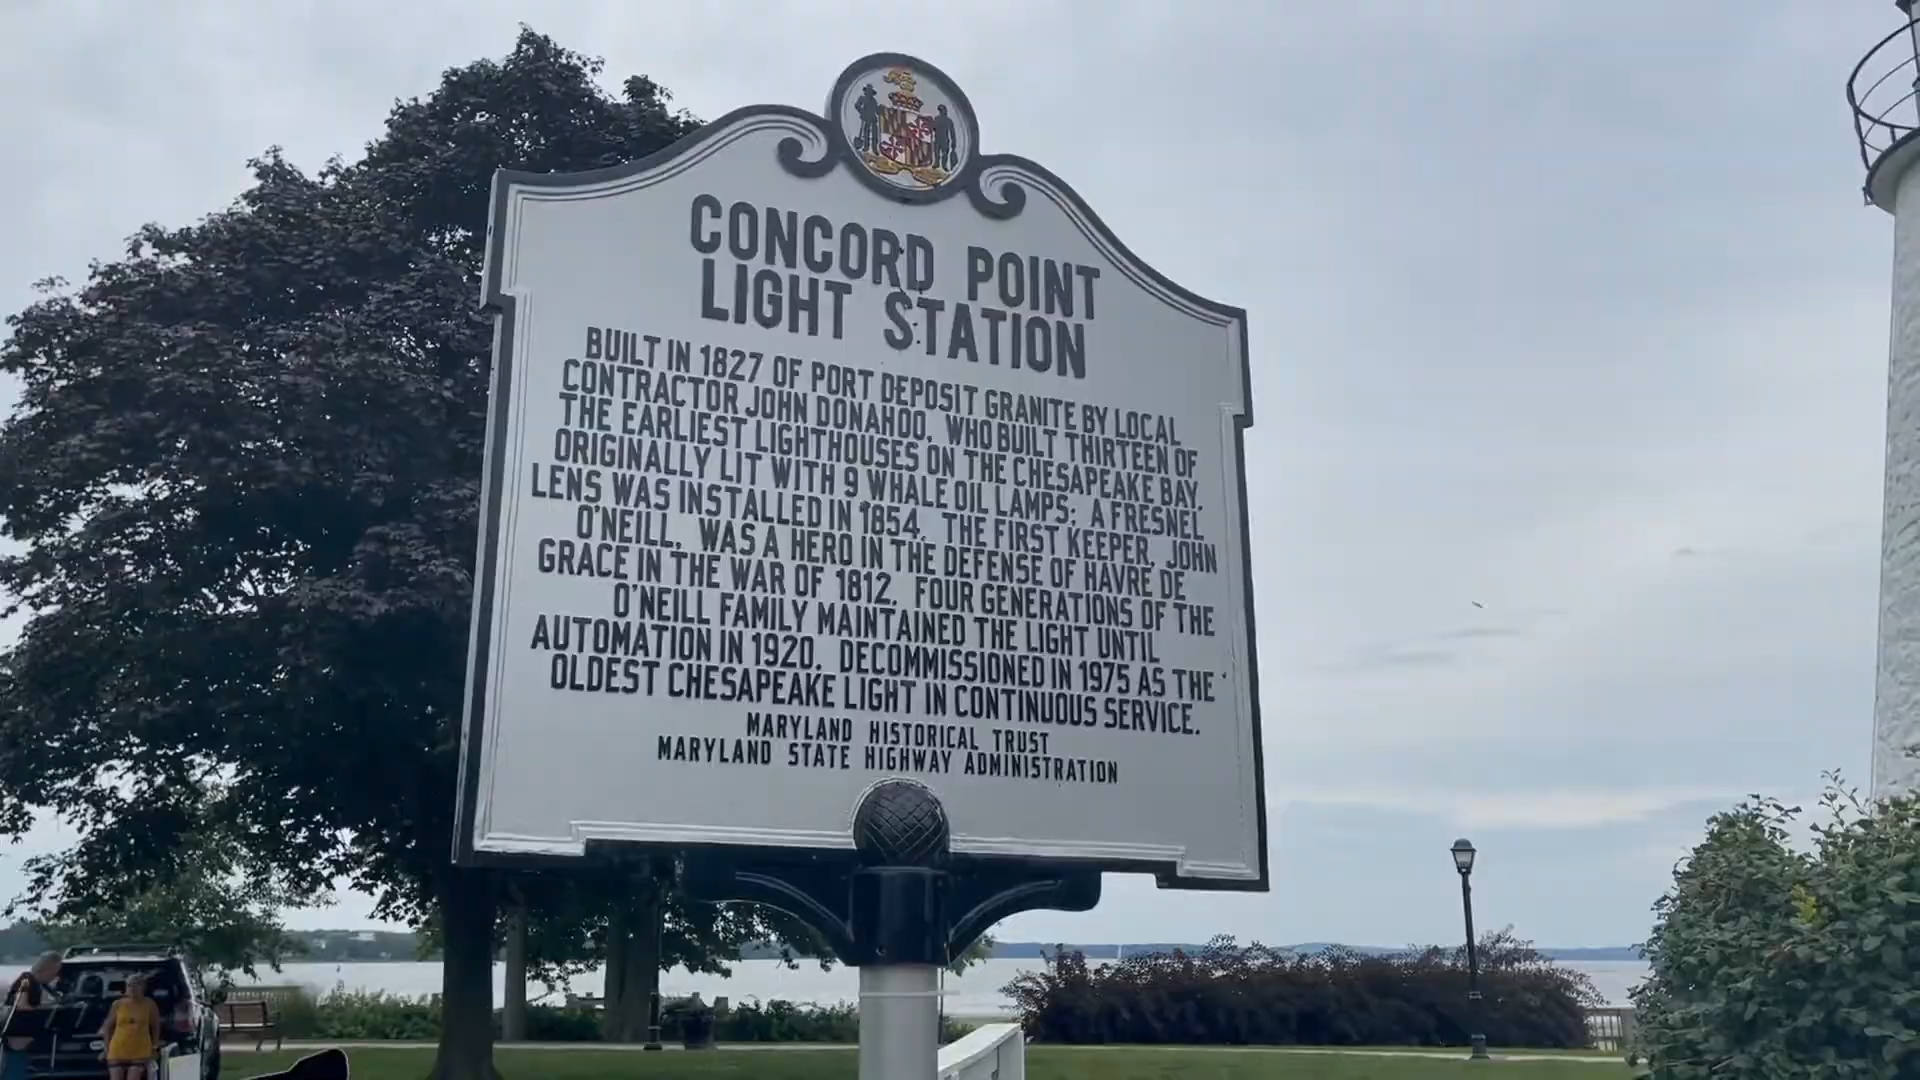 CONCORD POINT
LIGHT STATION
BUILT IN 1827 OF PORT DEPOSIT GRANITE BY LOCAL
CONTRACTOR JOHN DONAHOO, WHO BUILT THIRTEEN OF
THE EARLIEST LIGHTHOUSES ON THE CHESAPEAKE BAY.
ORIGINALLY LIT WITH 9 WHALE OIL LAMPS; A FRESNEL
LENS WAS INSTALLED IN 1854. THE FIRST KEEPER, JOHN
O'NEILL, WAS A HERO IN THE DEFENSE OF HAVRE DE
GRACE IN THE WAR OF 1812. FOUR GENERATIONS OF THE
O'NEILL FAMILY MAINTAINED THE LIGHT UNTIL
AUTOMATION IN 1920. DECOMMISSIONED IN 1975 AS THE
OLDEST CHESAPEAKE LIGHT IN CONTINUOUS SERVICE.
MARYLAND HISTORICAL TRUST
MARYLAND STATE HIGHWAY ADMINISTRATION